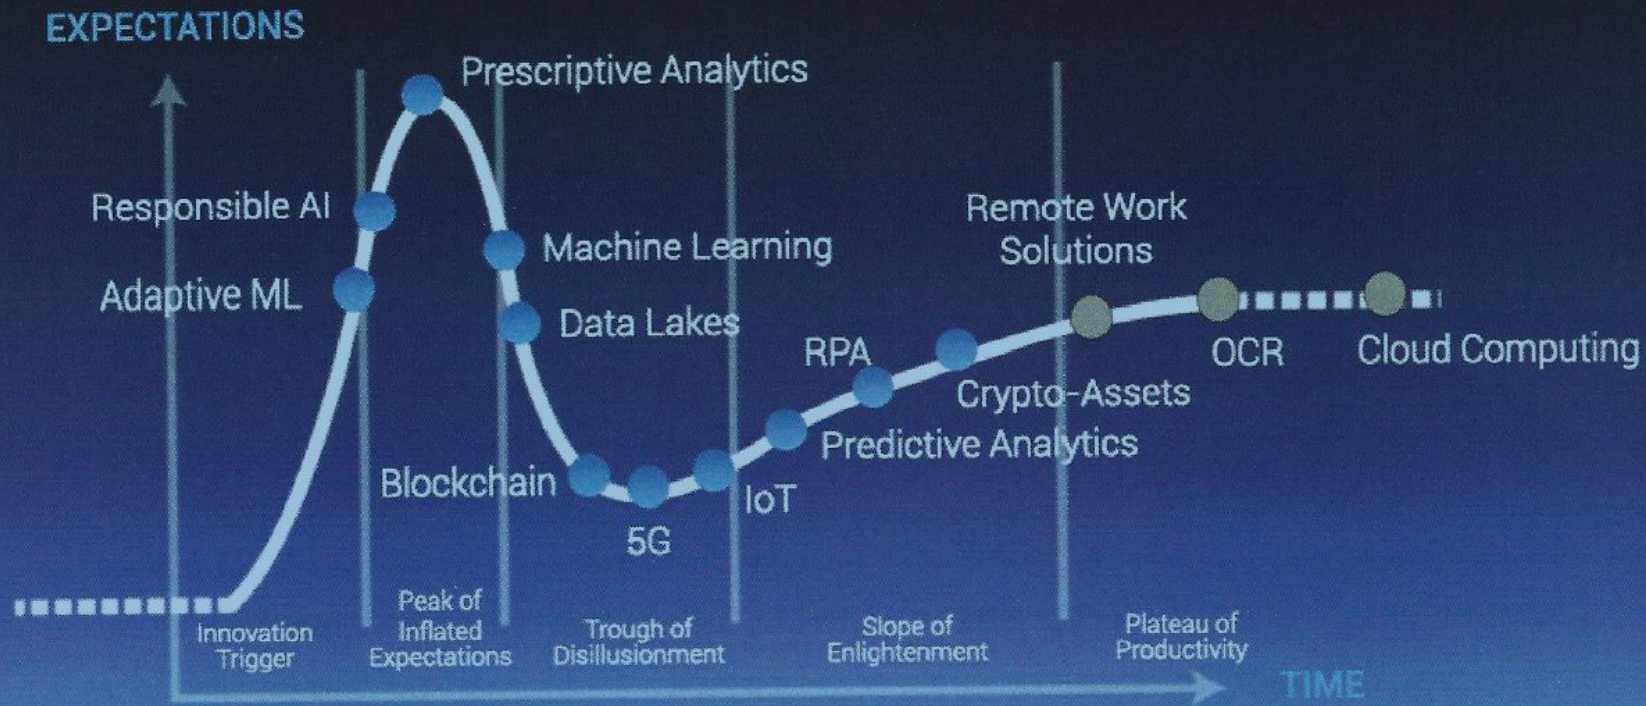 EXPECTATIONS
Prescriptive Analytics
Responsible AI
Adaptive ML
Machine Learning
Data Lakes
Remote Work
Solutions
RPA
OCR
Cloud Computing
Crypto-Assets
Predictive Analytics
Blockchain
IoT
5G
Innovation
Trigger
Peak of
Inflated
Expectations
Trough of
Disillusionment
Slope of
Enlightenment
Plateau of
Productivity
TIME